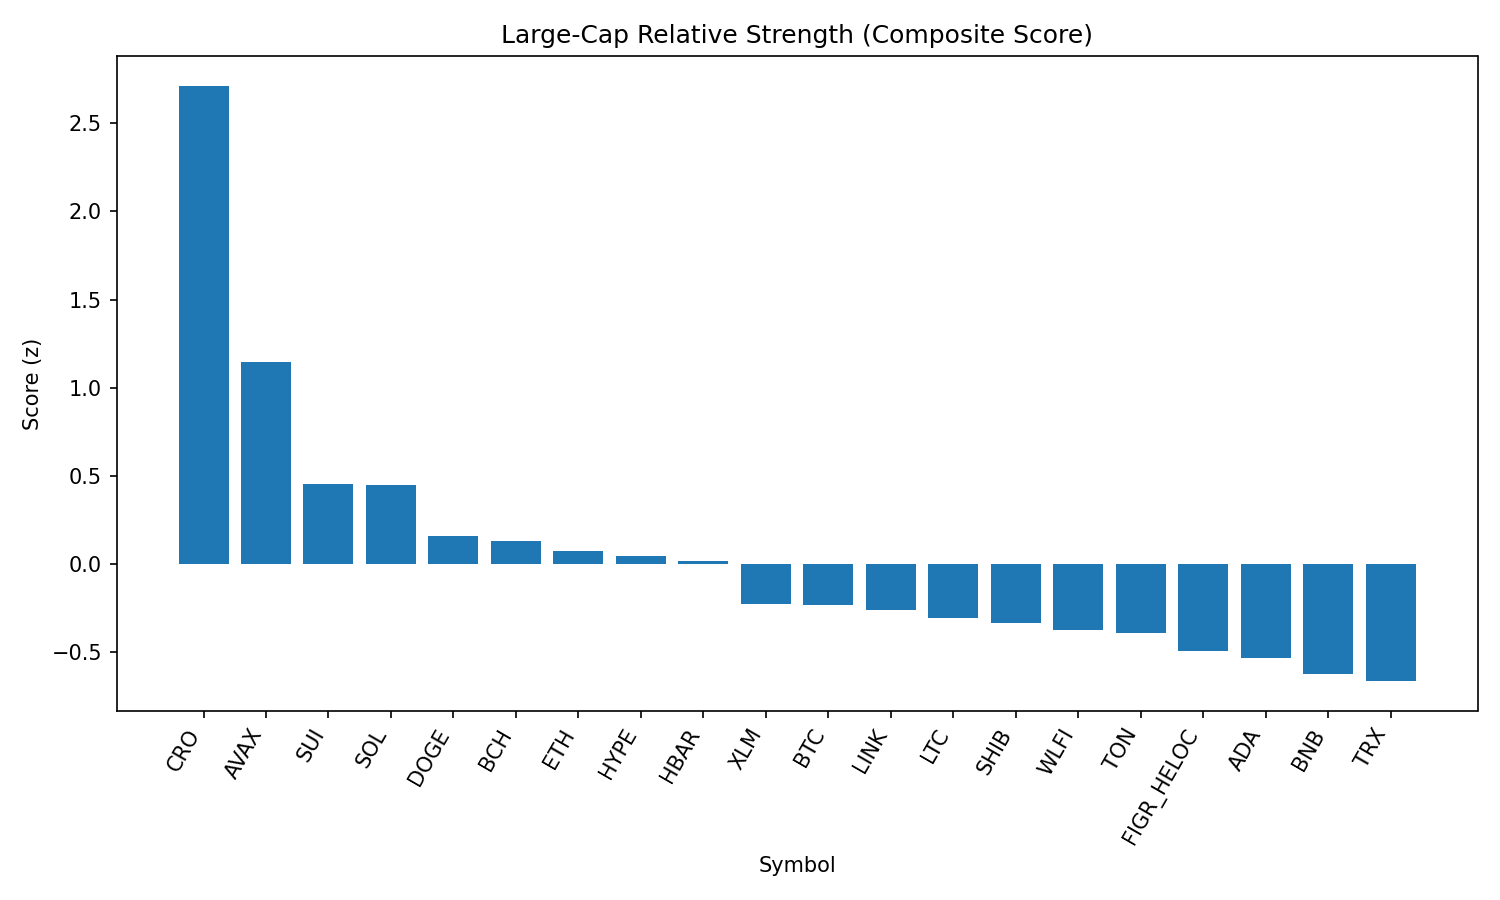 Large-Cap Relative Strength (Composite Score)
Score (z)
2.5
2.0
1.5
1.0
0.5
0.0
−0.5
CRO
AVAX
SUI
SOL
DOGE
BCH
ETH
HYPE
HBAR
XLM
BTC
LINK
LTC
SHIB
WLFI
TON
FIGR_HELOC
ADA
BNB
TRX
Symbol